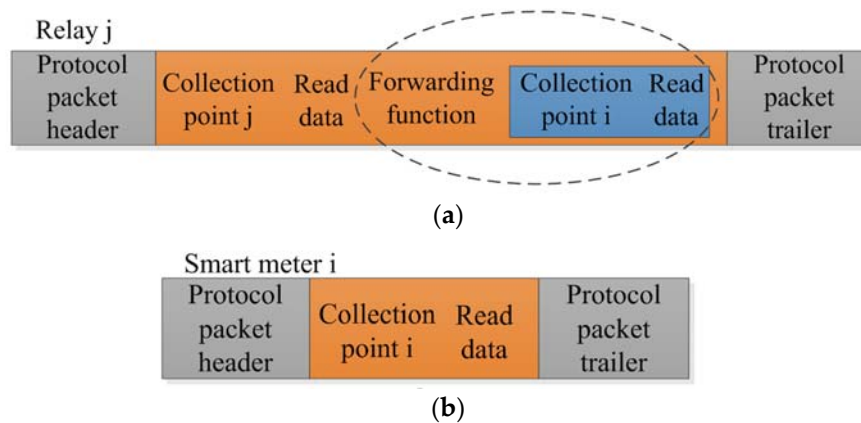 Relay j
Protocol
packet
header
Collection
point j
Read
data
Forwarding
function
Collection
point i
Read
data
Protocol
packet
trailer
(a)
Smart meter i
Protocol
packet
header
Collection
point i
Read
data
Protocol
packet
trailer
(b)